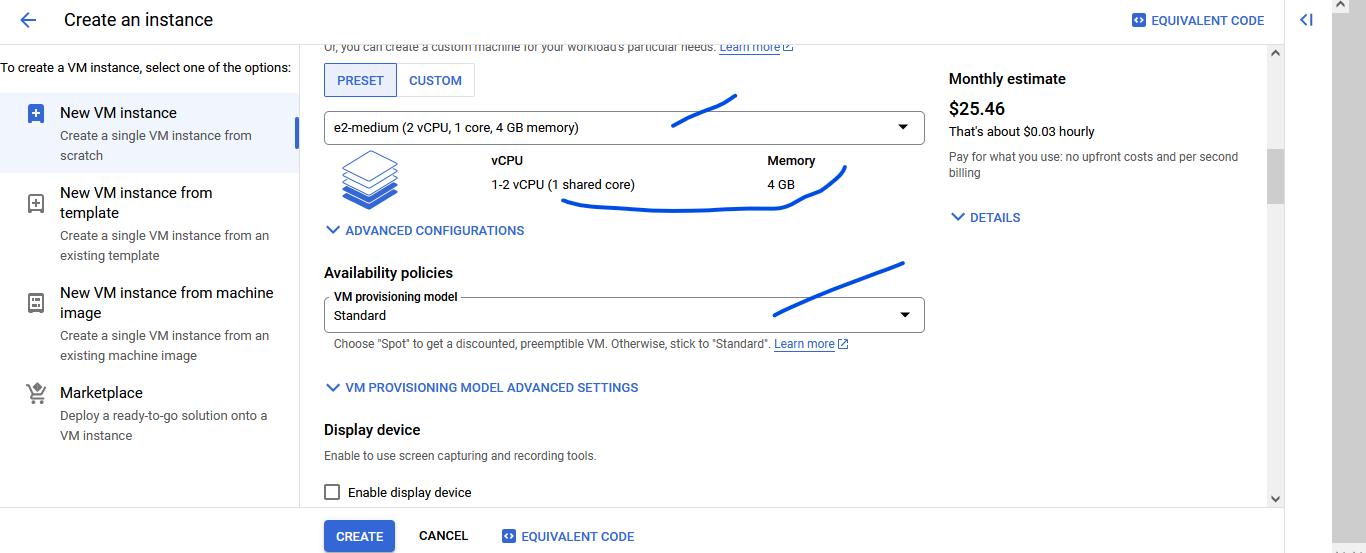 Create an instance
EQUIVALENT CODE
To create a VM instance, select one of the options:
New VM instance
Create a single VM instance from
scratch
New VM instance from
template
Create a single VM instance from an
existing template
New VM instance from machine
image
Create a single VM instance from an
existing machine image
Marketplace
Deploy a ready-to-go solution onto a
VM instance
Or, you can create a custom machine for your workload's particular needs. Learn more
PRESET CUSTOM
e2-medium (2 vCPU, 1 core, 4 GB memory)
vCPU Memory
1-2 vCPU (1 shared core) 4 GB
ADVANCED CONFIGURATIONS
Availability policies
VM provisioning model
Standard
Choose "Spot" to get a discounted, preemptible VM. Otherwise, stick to "Standard". Learn more
VM PROVISIONING MODEL ADVANCED SETTINGS
Display device
Enable to use screen capturing and recording tools.
Enable display device
Monthly estimate
$25.46
That's about $0.03 hourly
Pay for what you use: no upfront costs and per second
billing
DETAILS
CREATE CANCEL EQUIVALENT CODE